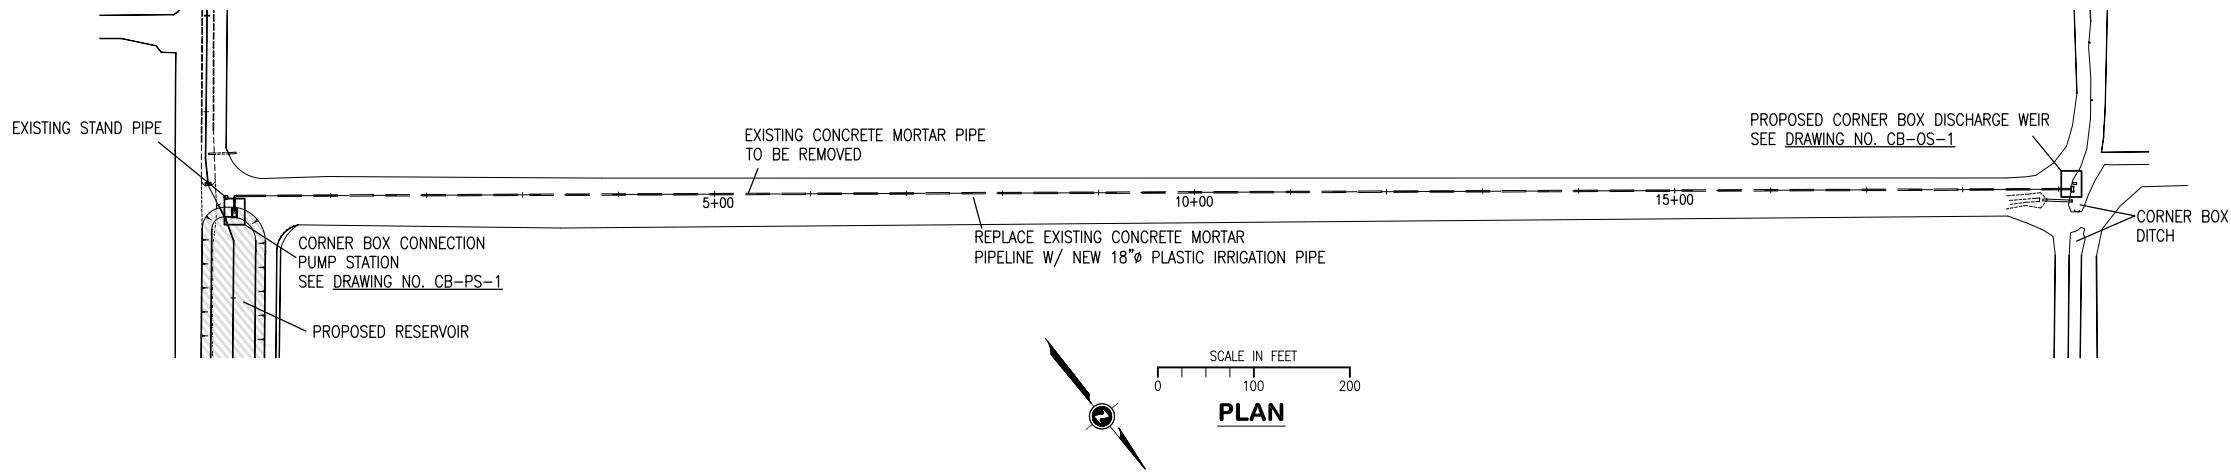 EXISTING STAND PIPE
EXISTING CONCRETE MORTAR PIPE
TO BE REMOVED
PROPOSED CORNER BOX DISCHARGE WEIR
SEE DRAWING NO. CB-OS-1
5+00
10+00
15+00
CORNER BOX
DITCH
CORNER BOX CONNECTION
PUMP STATION
SEE DRAWING NO. CB-PS-1
REPLACE EXISTING CONCRETE MORTAR
PIPELINE W/ NEW 18"ø PLASTIC IRRIGATION PIPE
PROPOSED RESERVOIR
SCALE IN FEET
0 100 200
PLAN
N